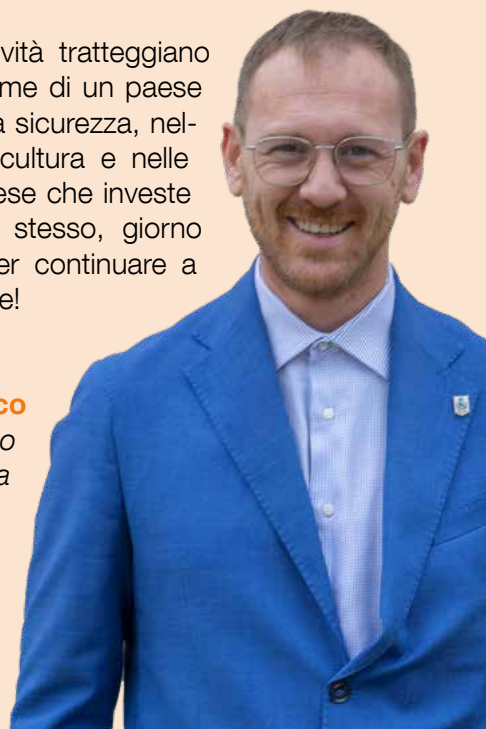 vità tratteggiano
me di un paese
a sicurezza, nel-
cultura e nelle
ese che investe
stesso, giorno
er continuare a
e!
co
o
a